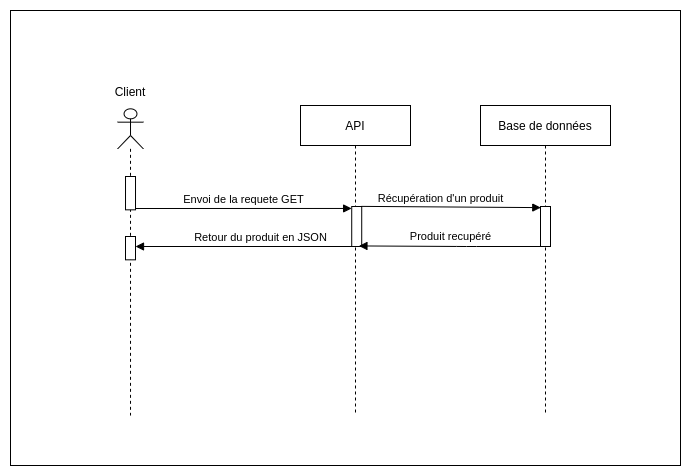 Client
API
Base de données
Envoi de la requete GET
Récupération d'un produit
Retour du produit en JSON
Produit recupéré